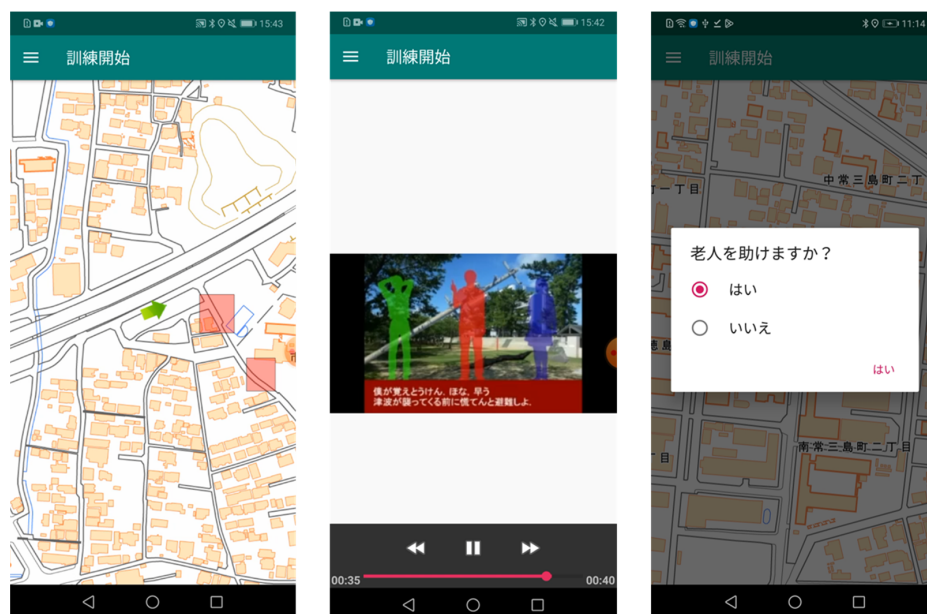 15:43
訓練開始
15:42
訓練開始
僕が覚えとうけん, ほな, 早う
津波が襲ってくる前に慌てんと避難しよ.
00:35
00:40
11:14
訓練開始
中常三島町二丁
一丁目
老人を助けますか？
はい
いいえ
はい
南常三島町二丁目
目